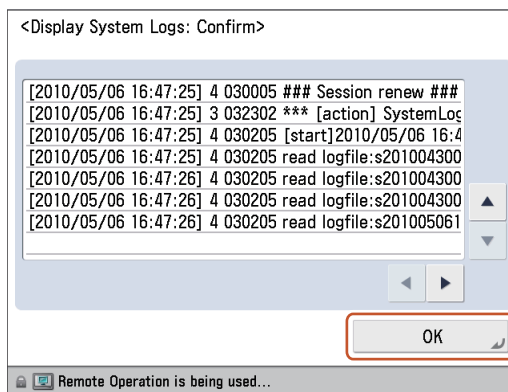 <Display System Logs: Confirm>
[2010/05/06 16:47:25] 4 030005 ### Session renew ###
[2010/05/06 16:47:25] 3 032302 *** [action] SystemLog
[2010/05/06 16:47:25] 4 030205 [start]2010/05/06 16:4
[2010/05/06 16:47:25] 4 030205 read logfile:s201004300
[2010/05/06 16:47:26] 4 030205 read logfile:s201004300
[2010/05/06 16:47:26] 4 030205 read logfile:s201004300
[2010/05/06 16:47:26] 4 030205 read logfile:s201005061
OK
Remote Operation is being used...